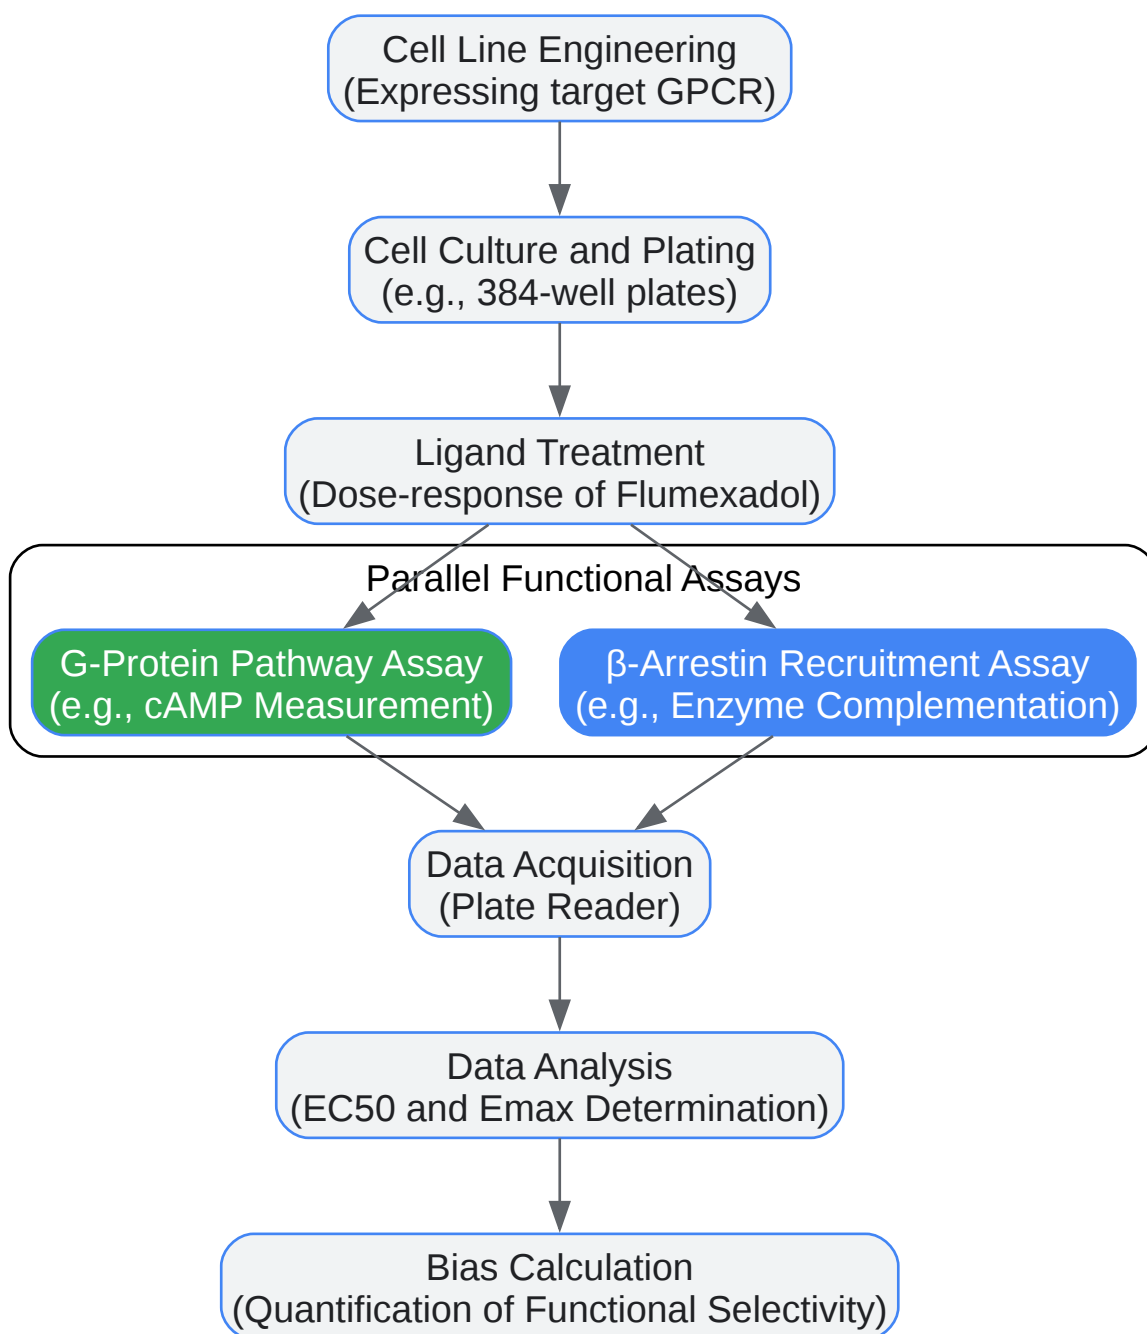 Cell Line Engineering
(Expressing target GPCR)
Cell Culture and Plating
(e.g., 384-well plates)
Ligand Treatment
(Dose-response of Flumexadol)
Parallel Functional Assays
G-Protein Pathway Assay
(e.g., cAMP Measurement)
β-Arrestin Recruitment Assay
(e.g., Enzyme Complementation)
Data Acquisition
(Plate Reader)
Data Analysis
(EC50 and Emax Determination)
Bias Calculation
(Quantification of Functional Selectivity)